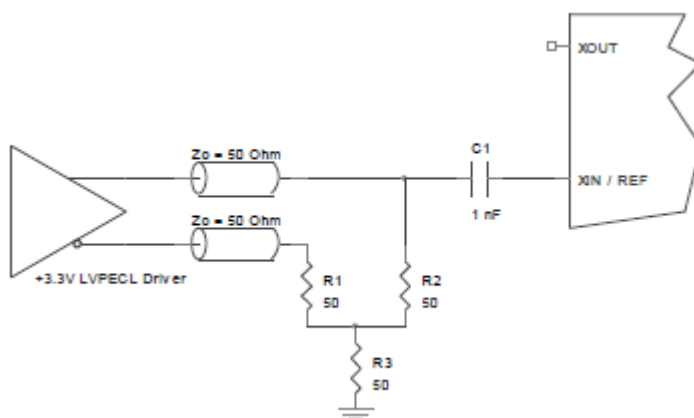 XOUT
Zo = 50 Ohm
C1
XIN / REF
1 nF
Zo = 50 Ohm
+3.3V LVPECL Driver
R1
50
R2
50
R3
50